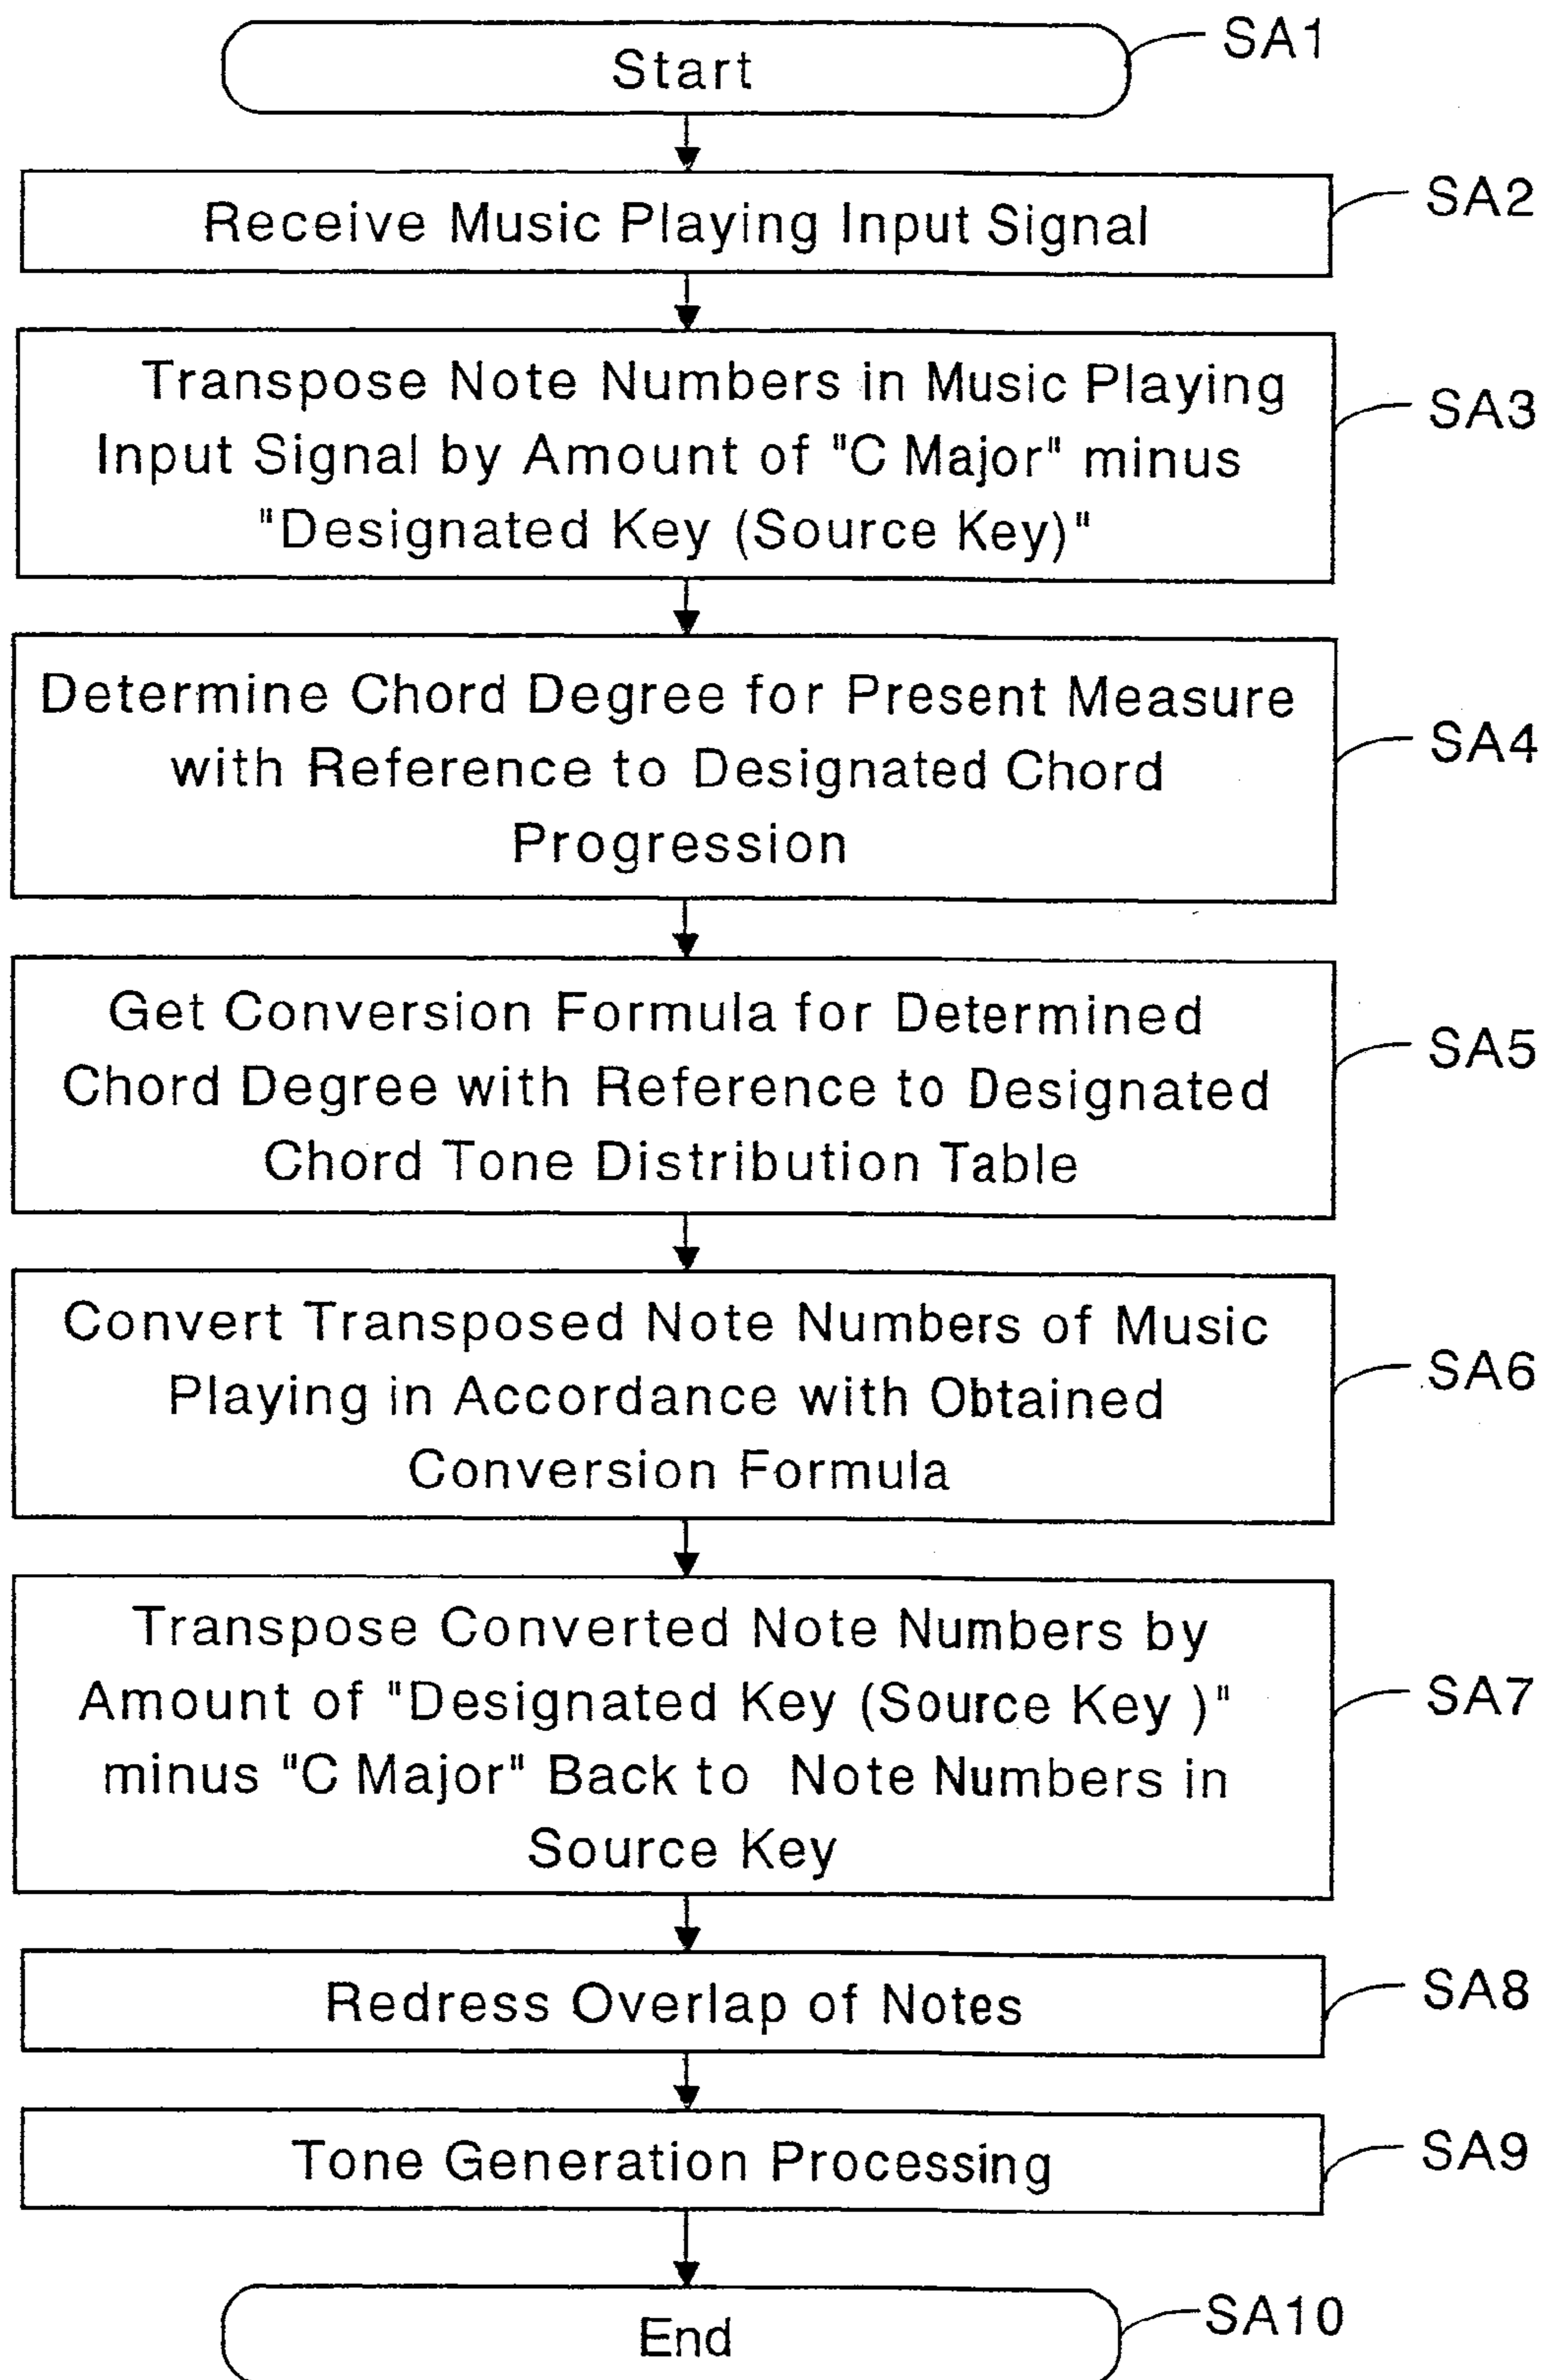 Start
SA1
Receive Music Playing Input Signal
SA2
Transpose Note Numbers in Music Playing
Input Signal by Amount of "C Major" minus
"Designated Key (Source Key)"
SA3
Determine Chord Degree for Present Measure
with Reference to Designated Chord
Progression
SA4
Get Conversion Formula for Determined
Chord Degree with Reference to Designated
Chord Tone Distribution Table
SA5
Convert Transposed Note Numbers of Music
Playing in Accordance with Obtained
Conversion Formula
SA6
Transpose Converted Note Numbers by
Amount of "Designated Key (Source Key )"
minus "C Major" Back to Note Numbers in
Source Key
SA7
Redress Overlap of Notes
SA8
Tone Generation Processing
SA9
End
SA10